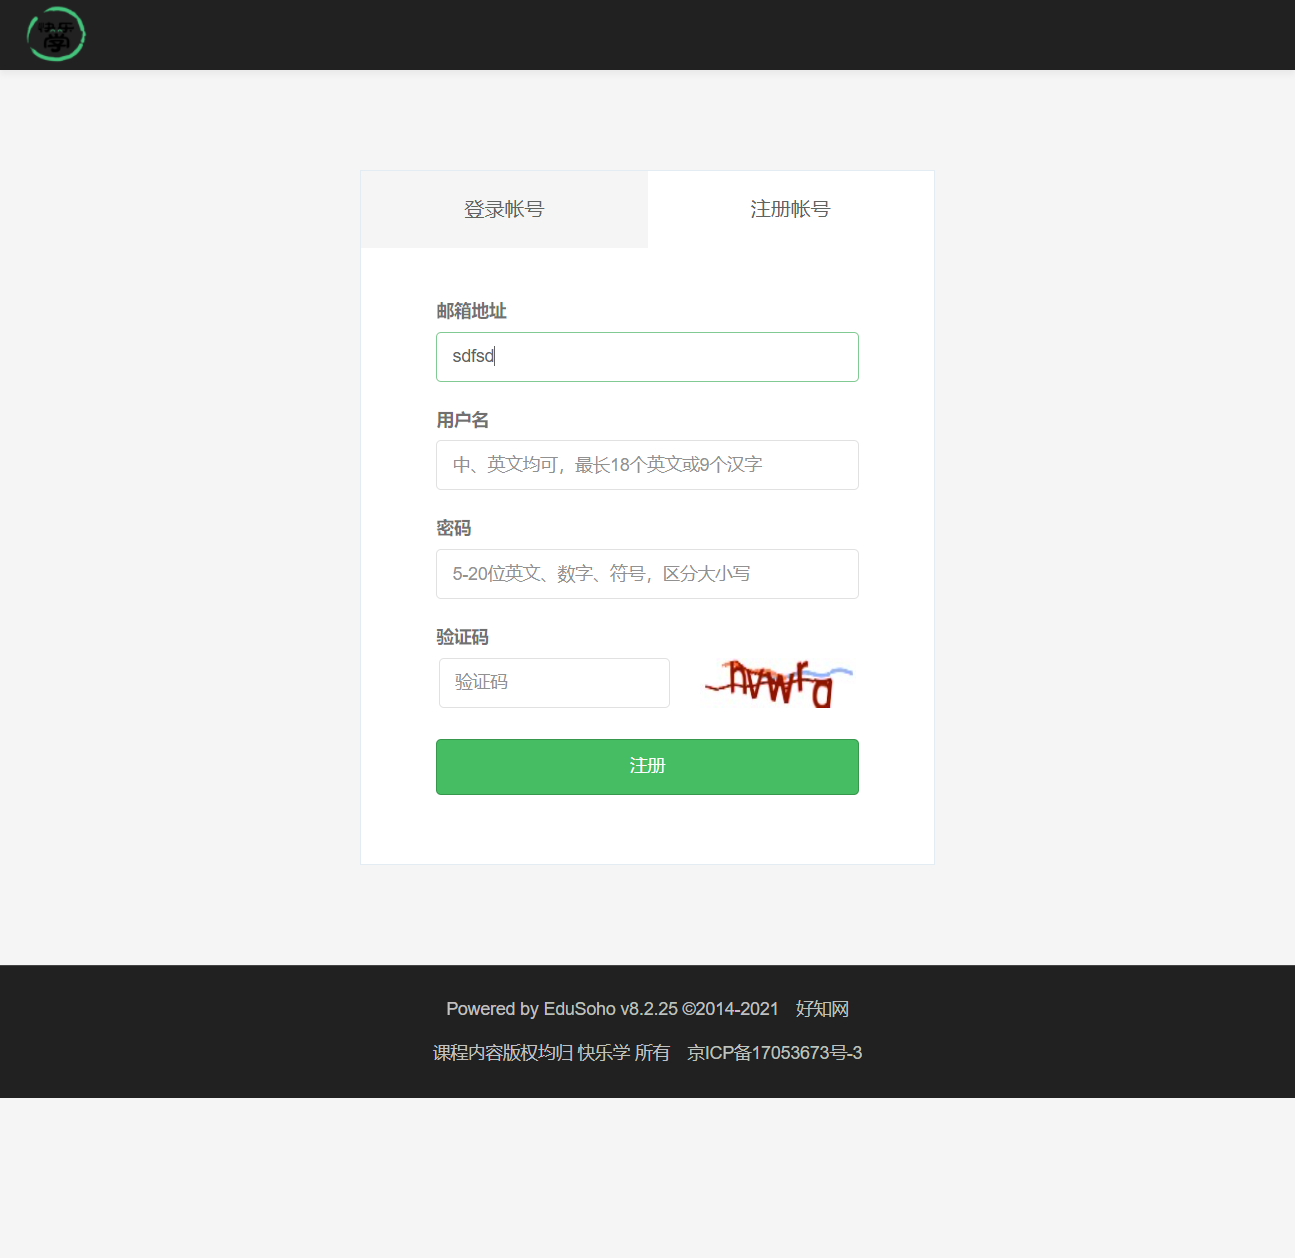 快乐
學
登录帐号
注册帐号
邮箱地址
sdfsd
用户名
中、英文均可，最长18个英文或9个汉字
密码
5-20位英文、数字、符号，区分大小写
验证码
验证码
注册
Powered by EduSoho v8.2.25 ©2014-2021 好知网
课程内容版权均归 快乐学 所有 京ICP备17053673号-3